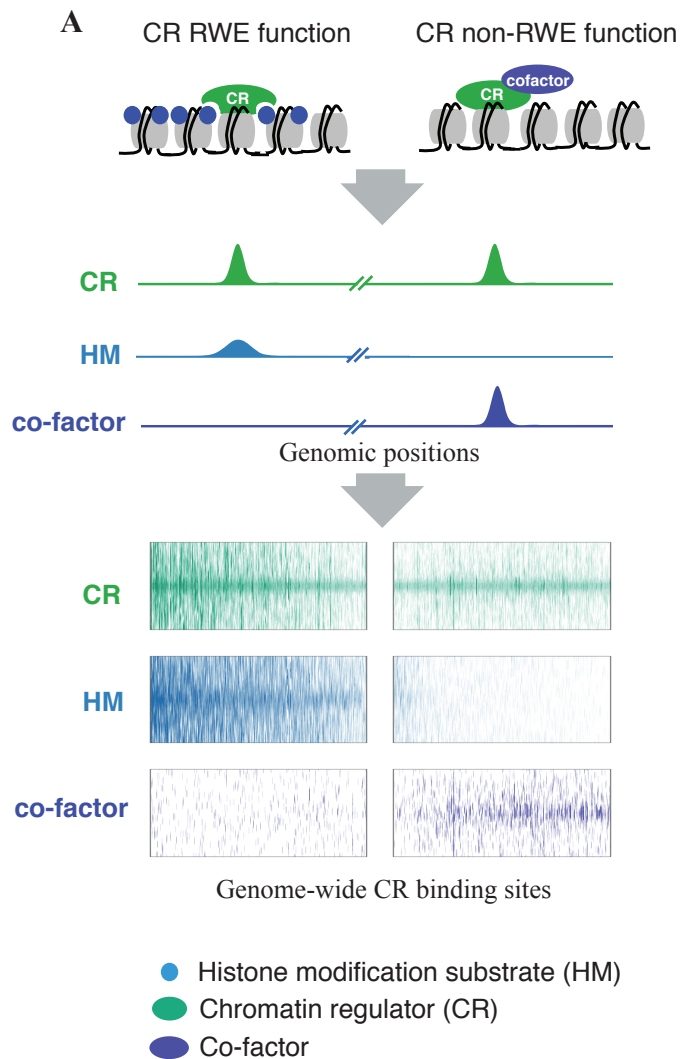 A
CR RWE function
CR non-RWE function
CR
cofactor
CR
CR
HM
co-factor
Genomic positions
CR
HM
co-factor
Genome-wide CR binding sites
Histone modification substrate (HM)
Chromatin regulator (CR)
Co-factor